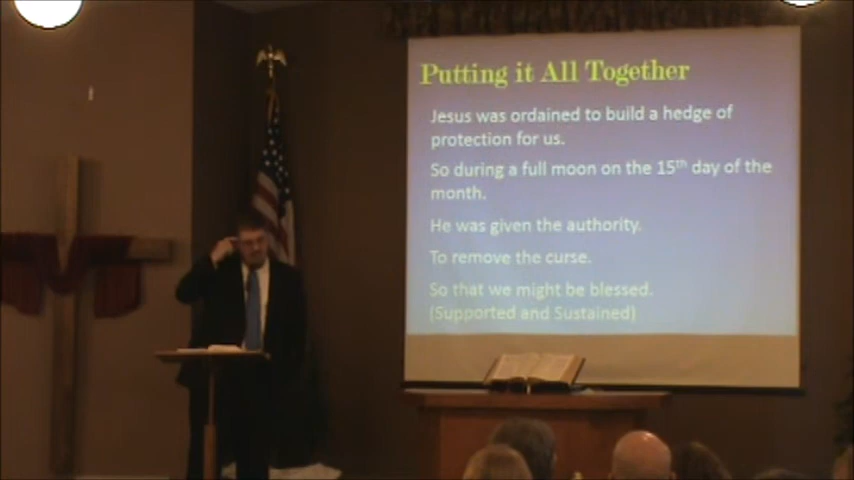 Putting it All Together
Jesus was ordained to build a hedge of
protection for us.
So during a full moon on the 15th day of the
month.
He was given the authority.
To remove the curse.
So that we might be blessed.
(Supported and Sustained)